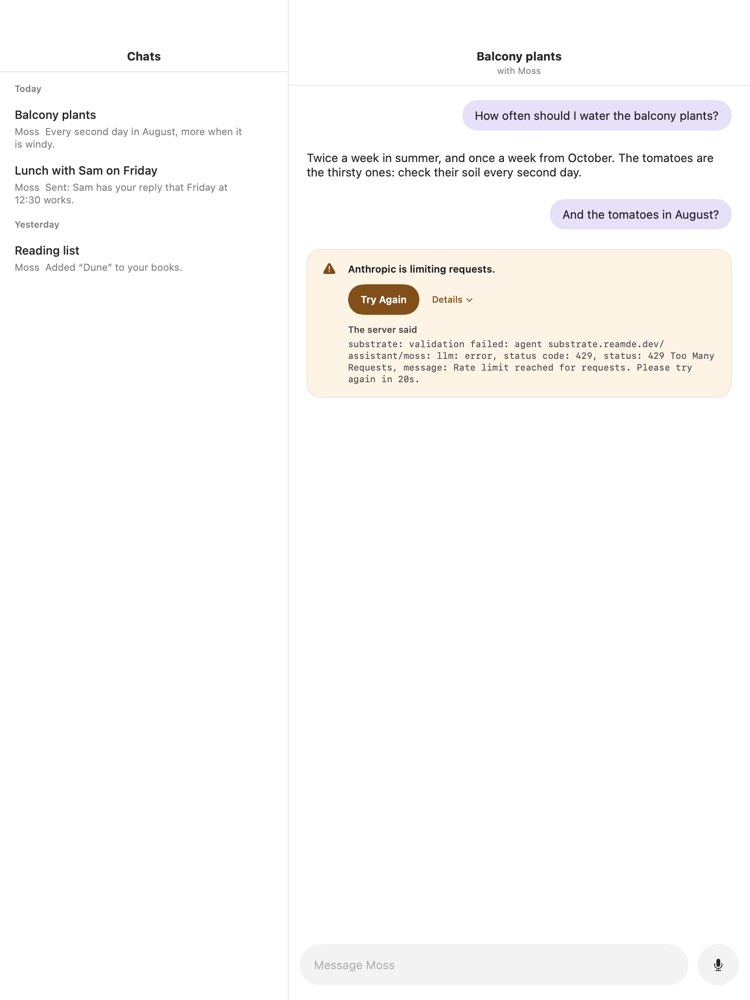 Chats
Today
Balcony plants
Moss Every second day in August, more when it
is windy.
Lunch with Sam on Friday
Moss Sent: Sam has your reply that Friday at
12:30 works.
Yesterday
Reading list
Moss Added “Dune” to your books.
Balcony plants
with Moss
How often should I water the balcony plants?
Twice a week in summer, and once a week from October. The tomatoes are
the thirsty ones: check their soil every second day.
And the tomatoes in August?
Anthropic is limiting requests.
Try Again
Details
The server said
substrate: validation failed: agent substrate.reamde.dev/
assistant/moss: llm: error, status code: 429, status: 429 Too Many
Requests, message: Rate limit reached for requests. Please try
again in 20s.
Message Moss